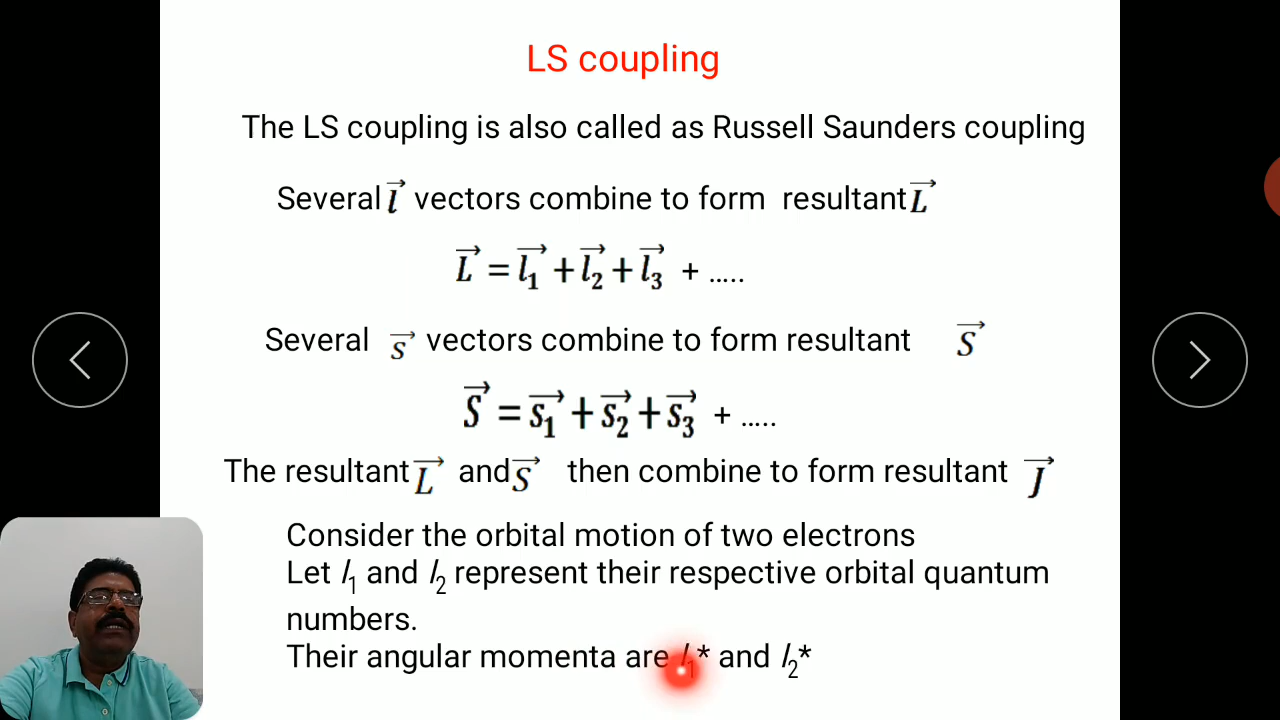 LS coupling
The LS coupling is also called as Russell Saunders coupling
Several l⃗ vectors combine to form resultant L⃗
L⃗ = l₁⃗ + l₂⃗ + l₃⃗ + .....
Several s⃗ vectors combine to form resultant S⃗
S⃗ = s₁⃗ + s₂⃗ + s₃⃗ + .....
The resultant L⃗ and S⃗ then combine to form resultant J⃗
Consider the orbital motion of two electrons
Let l₁ and l₂ represent their respective orbital quantum
numbers.
Their angular momenta are l₁* and l₂*